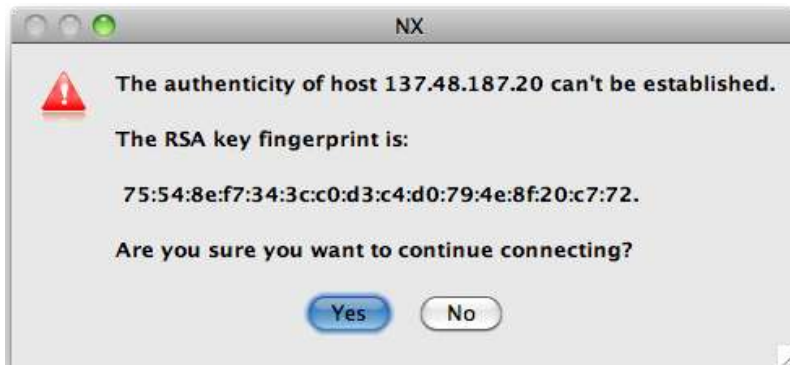 NX
The authenticity of host 137.48.187.20 can't be established.
The RSA key fingerprint is:
75:54:8e:f7:34:3c:c0:d3:c4:d0:79:4e:8f:20:c7:72.
Are you sure you want to continue connecting?
Yes No